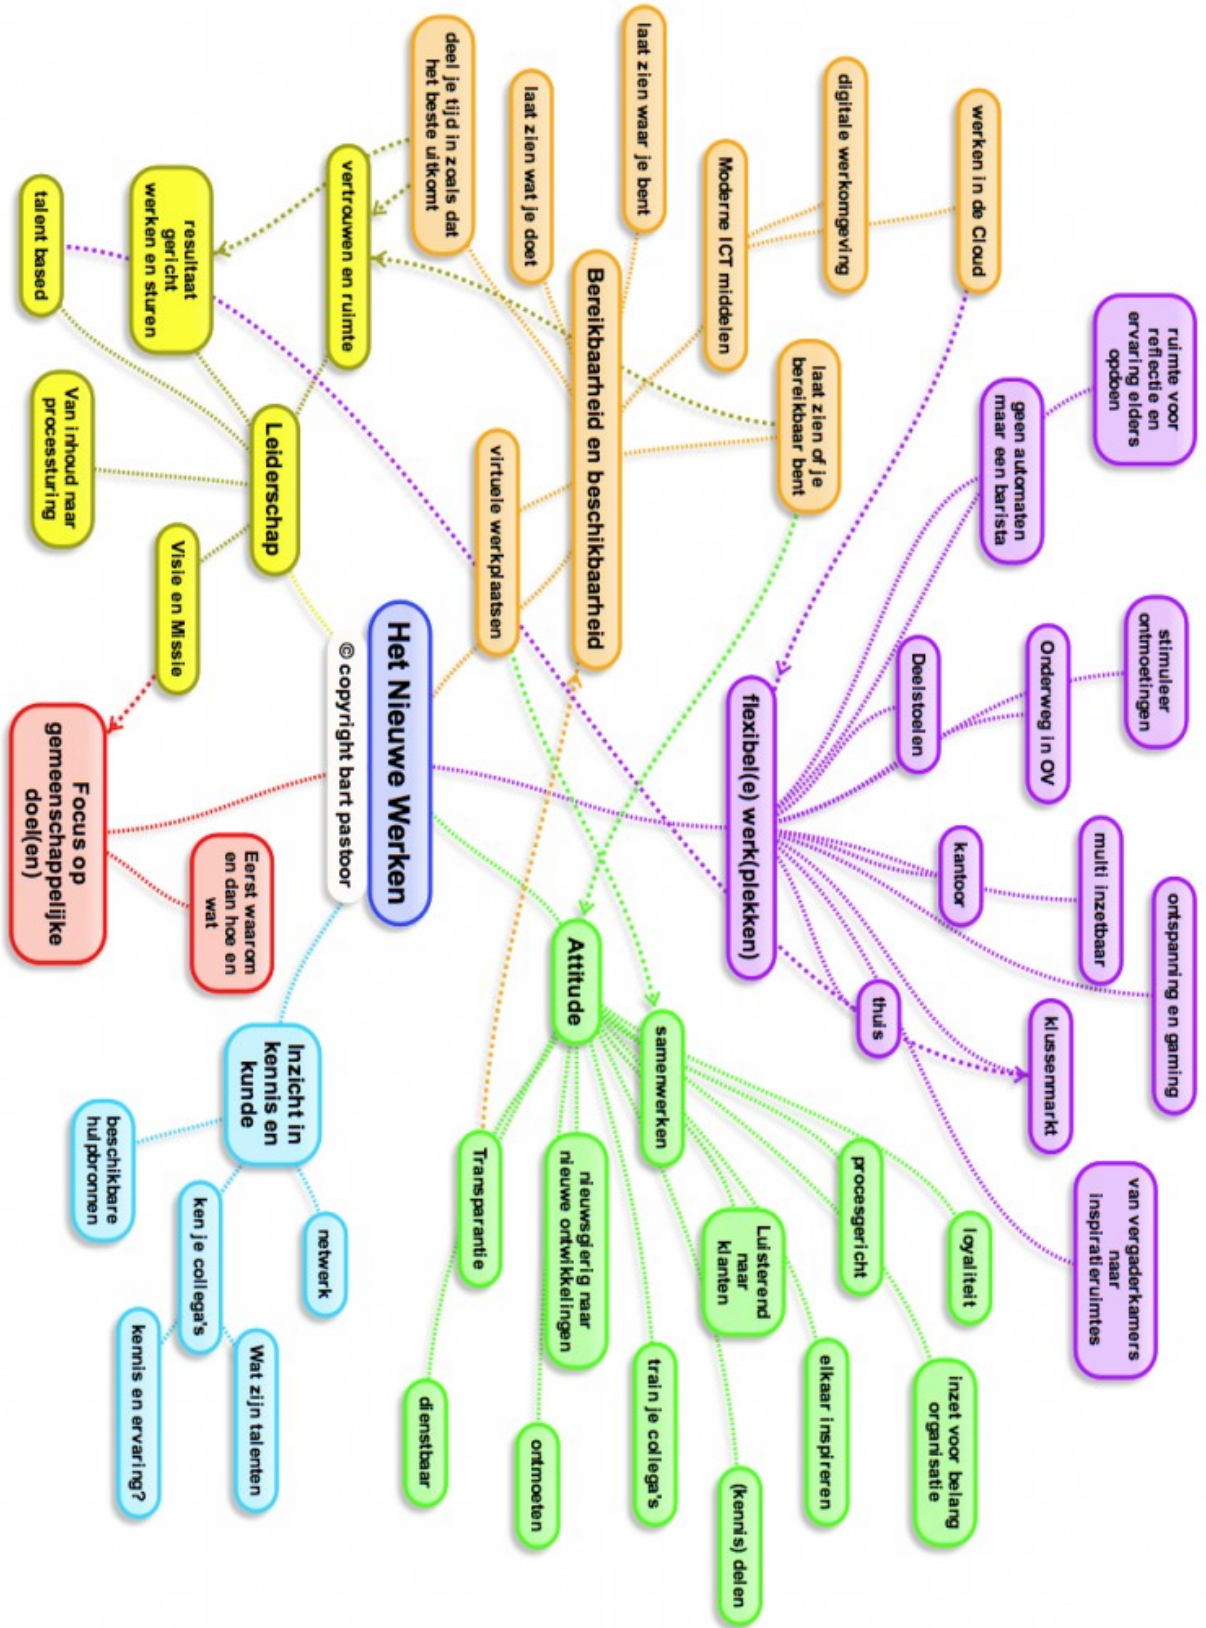 ruimte voor
reflectie en
ervaring elders
opdoen
stimuleer
ontmoetingen
ontspanning en gaming
van vergaderkamers
naar
inspiratieruimtes
geen automaten
maar een barista
Onderweg in OV
multi inzetbaar
klussenmarkt
werken in de Cloud
Deelstoelen
kantoor
thuis
loyaliteit
inzet voor belang
organisatie
digitale werkomgeving
laat zien of je
bereikbaar bent
flexibel(e) werk(plekken)
procesgericht
elkaar inspireren
Moderne ICT middelen
Luisterend
naar
klanten
(kennis) delen
laat zien waar je bent
Bereikbaarheid en beschikbaarheid
samenwerken
train je collega's
laat zien wat je doet
virtuele werkplaatsen
Attitude
nieuwsgierig naar
nieuwe ontwikkelingen
ontmoeten
deel je tijd in zoals dat
het beste uitkomt
Transparantie
dienstbaar
Het Nieuwe Werken
© copyright bart pastoor
vertrouwen en ruimte
Leiderschap
netwerk
Inzicht in
kennis en
kunde
Wat zijn talenten
resultaat
gericht
werken en sturen
Visie en Missie
Eerst waarom
en dan hoe en
wat
ken je collega's
kennis en ervaring?
talent based
Van inhoud naar
processturing
Focus op
gemeenschappelijke
doel(en)
beschikbare
hulpbronnen